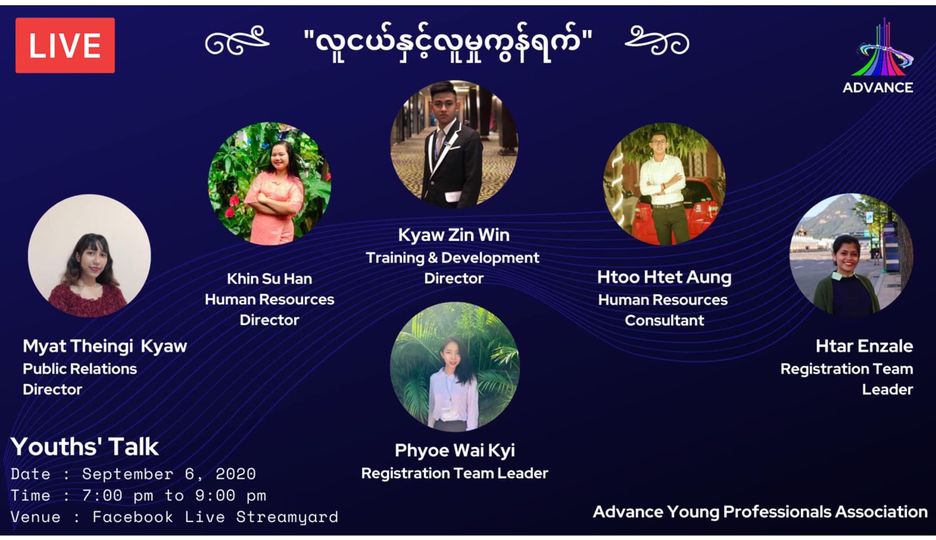 LIVE
"လူငယ်နှင့်လူမှုကွန်ရက်"
ADVANCE
Kyaw Zin Win
Training & Development
Director
Khin Su Han
Human Resources
Director
Htoo Htet Aung
Human Resources
Consultant
Myat Theingi Kyaw
Public Relations
Director
Htar Enzale
Registration Team
Leader
Phyoe Wai Kyi
Registration Team Leader
Youths' Talk
Date : September 6, 2020
Time : 7:00 pm to 9:00 pm
Venue : Facebook Live Streamyard
Advance Young Professionals Association